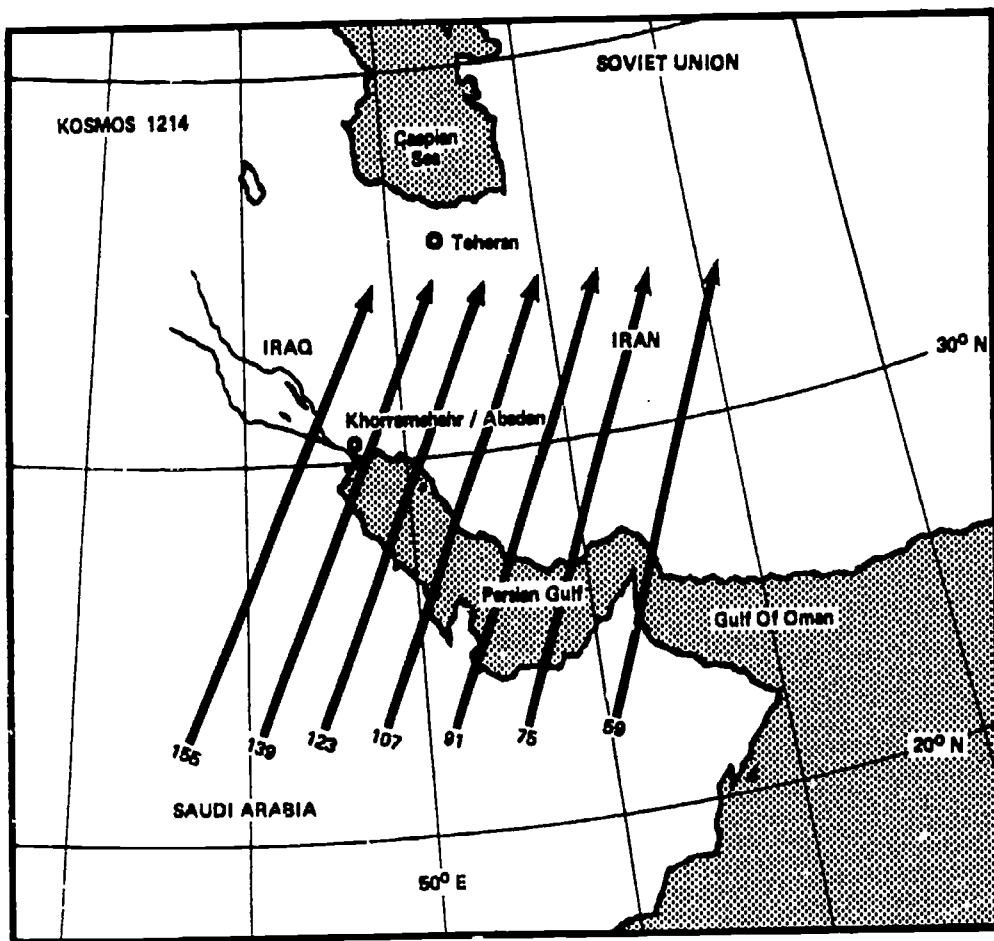 SOVIET UNION
KOSMOS 1214
Caspian
Sea
Teheran
IRAQ
IRAN
30° N
Khorramshahr / Abadan
Persian Gulf
Gulf Of Oman
155
139
123
107
91
75
59
20° N
SAUDI ARABIA
50° E